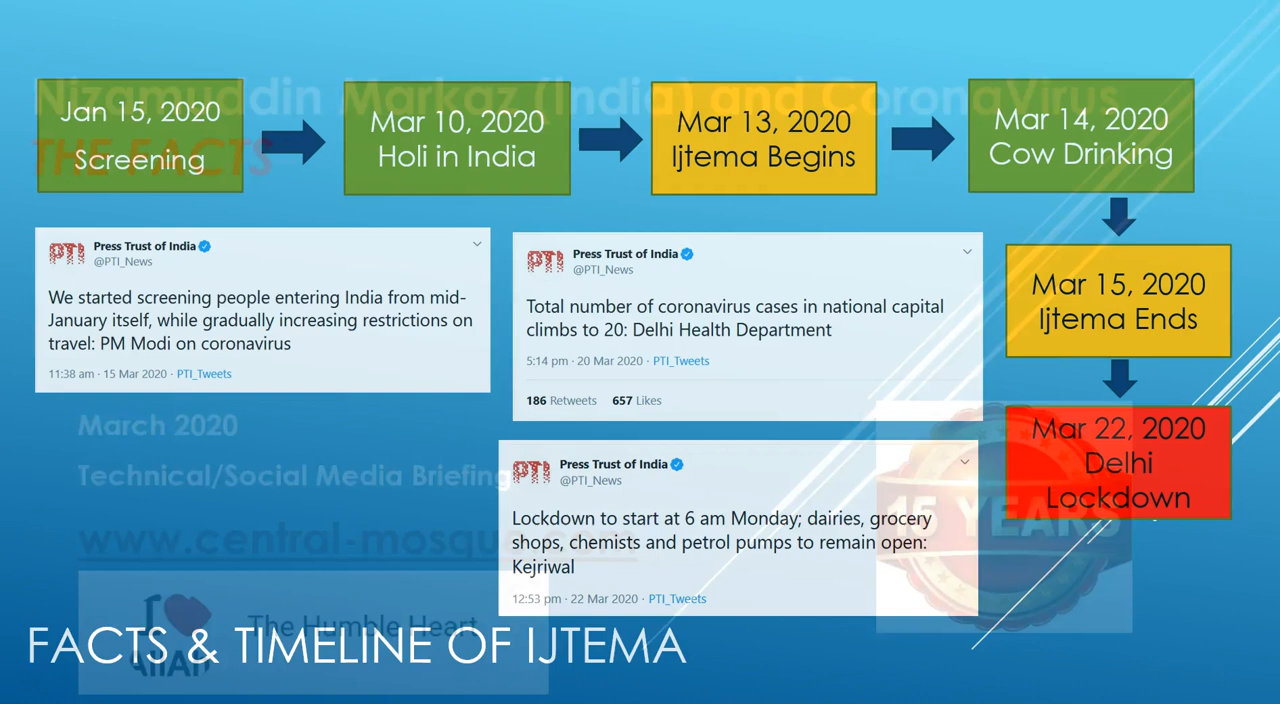 Nizamuddin Markaz (India) and CoronaVirus
THE FACTS
Jan 15, 2020
Screening
Mar 10, 2020
Holi in India
Mar 13, 2020
Ijtema Begins
Mar 14, 2020
Cow Drinking
Mar 15, 2020
Ijtema Ends
Mar 22, 2020
Delhi
Lockdown
PTI
Press Trust of India
@PTI_News
We started screening people entering India from mid-
January itself, while gradually increasing restrictions on
travel: PM Modi on coronavirus
11:38 am · 15 Mar 2020 · PTI_Tweets
PTI
Press Trust of India
@PTI_News
Total number of coronavirus cases in national capital
climbs to 20: Delhi Health Department
5:14 pm · 20 Mar 2020 · PTI_Tweets
186 Retweets 657 Likes
PTI
Press Trust of India
@PTI_News
Lockdown to start at 6 am Monday; dairies, grocery
shops, chemists and petrol pumps to remain open:
Kejriwal
12:53 pm · 22 Mar 2020 · PTI_Tweets
March 2020
Technical/Social Media Briefing
www.central-mosque
15 YEARS
I
ALLAH
The Humble Heart
FACTS & TIMELINE OF IJTEMA